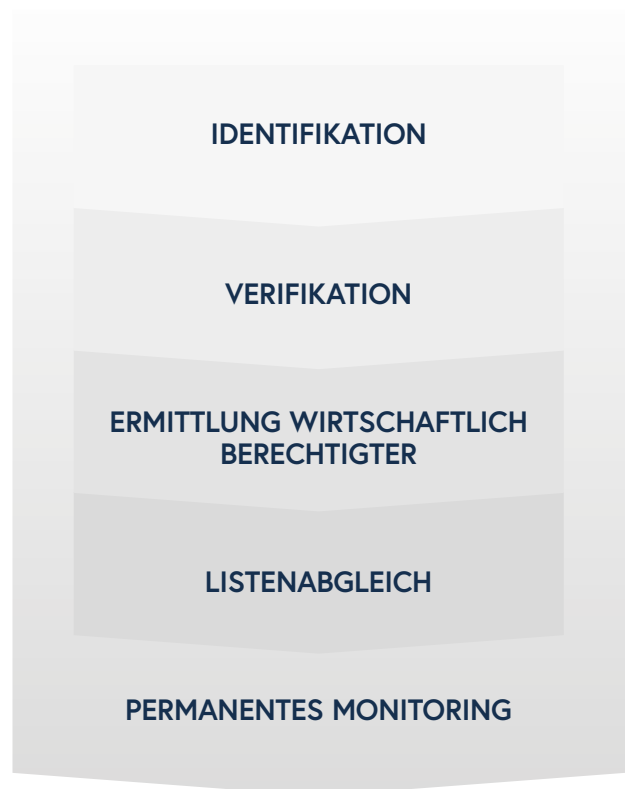 IDENTIFIKATION
VERIFIKATION
ERMITTLUNG WIRTSCHAFTLICH
BERECHTIGTER
LISTENABGLEICH
PERMANENTES MONITORING